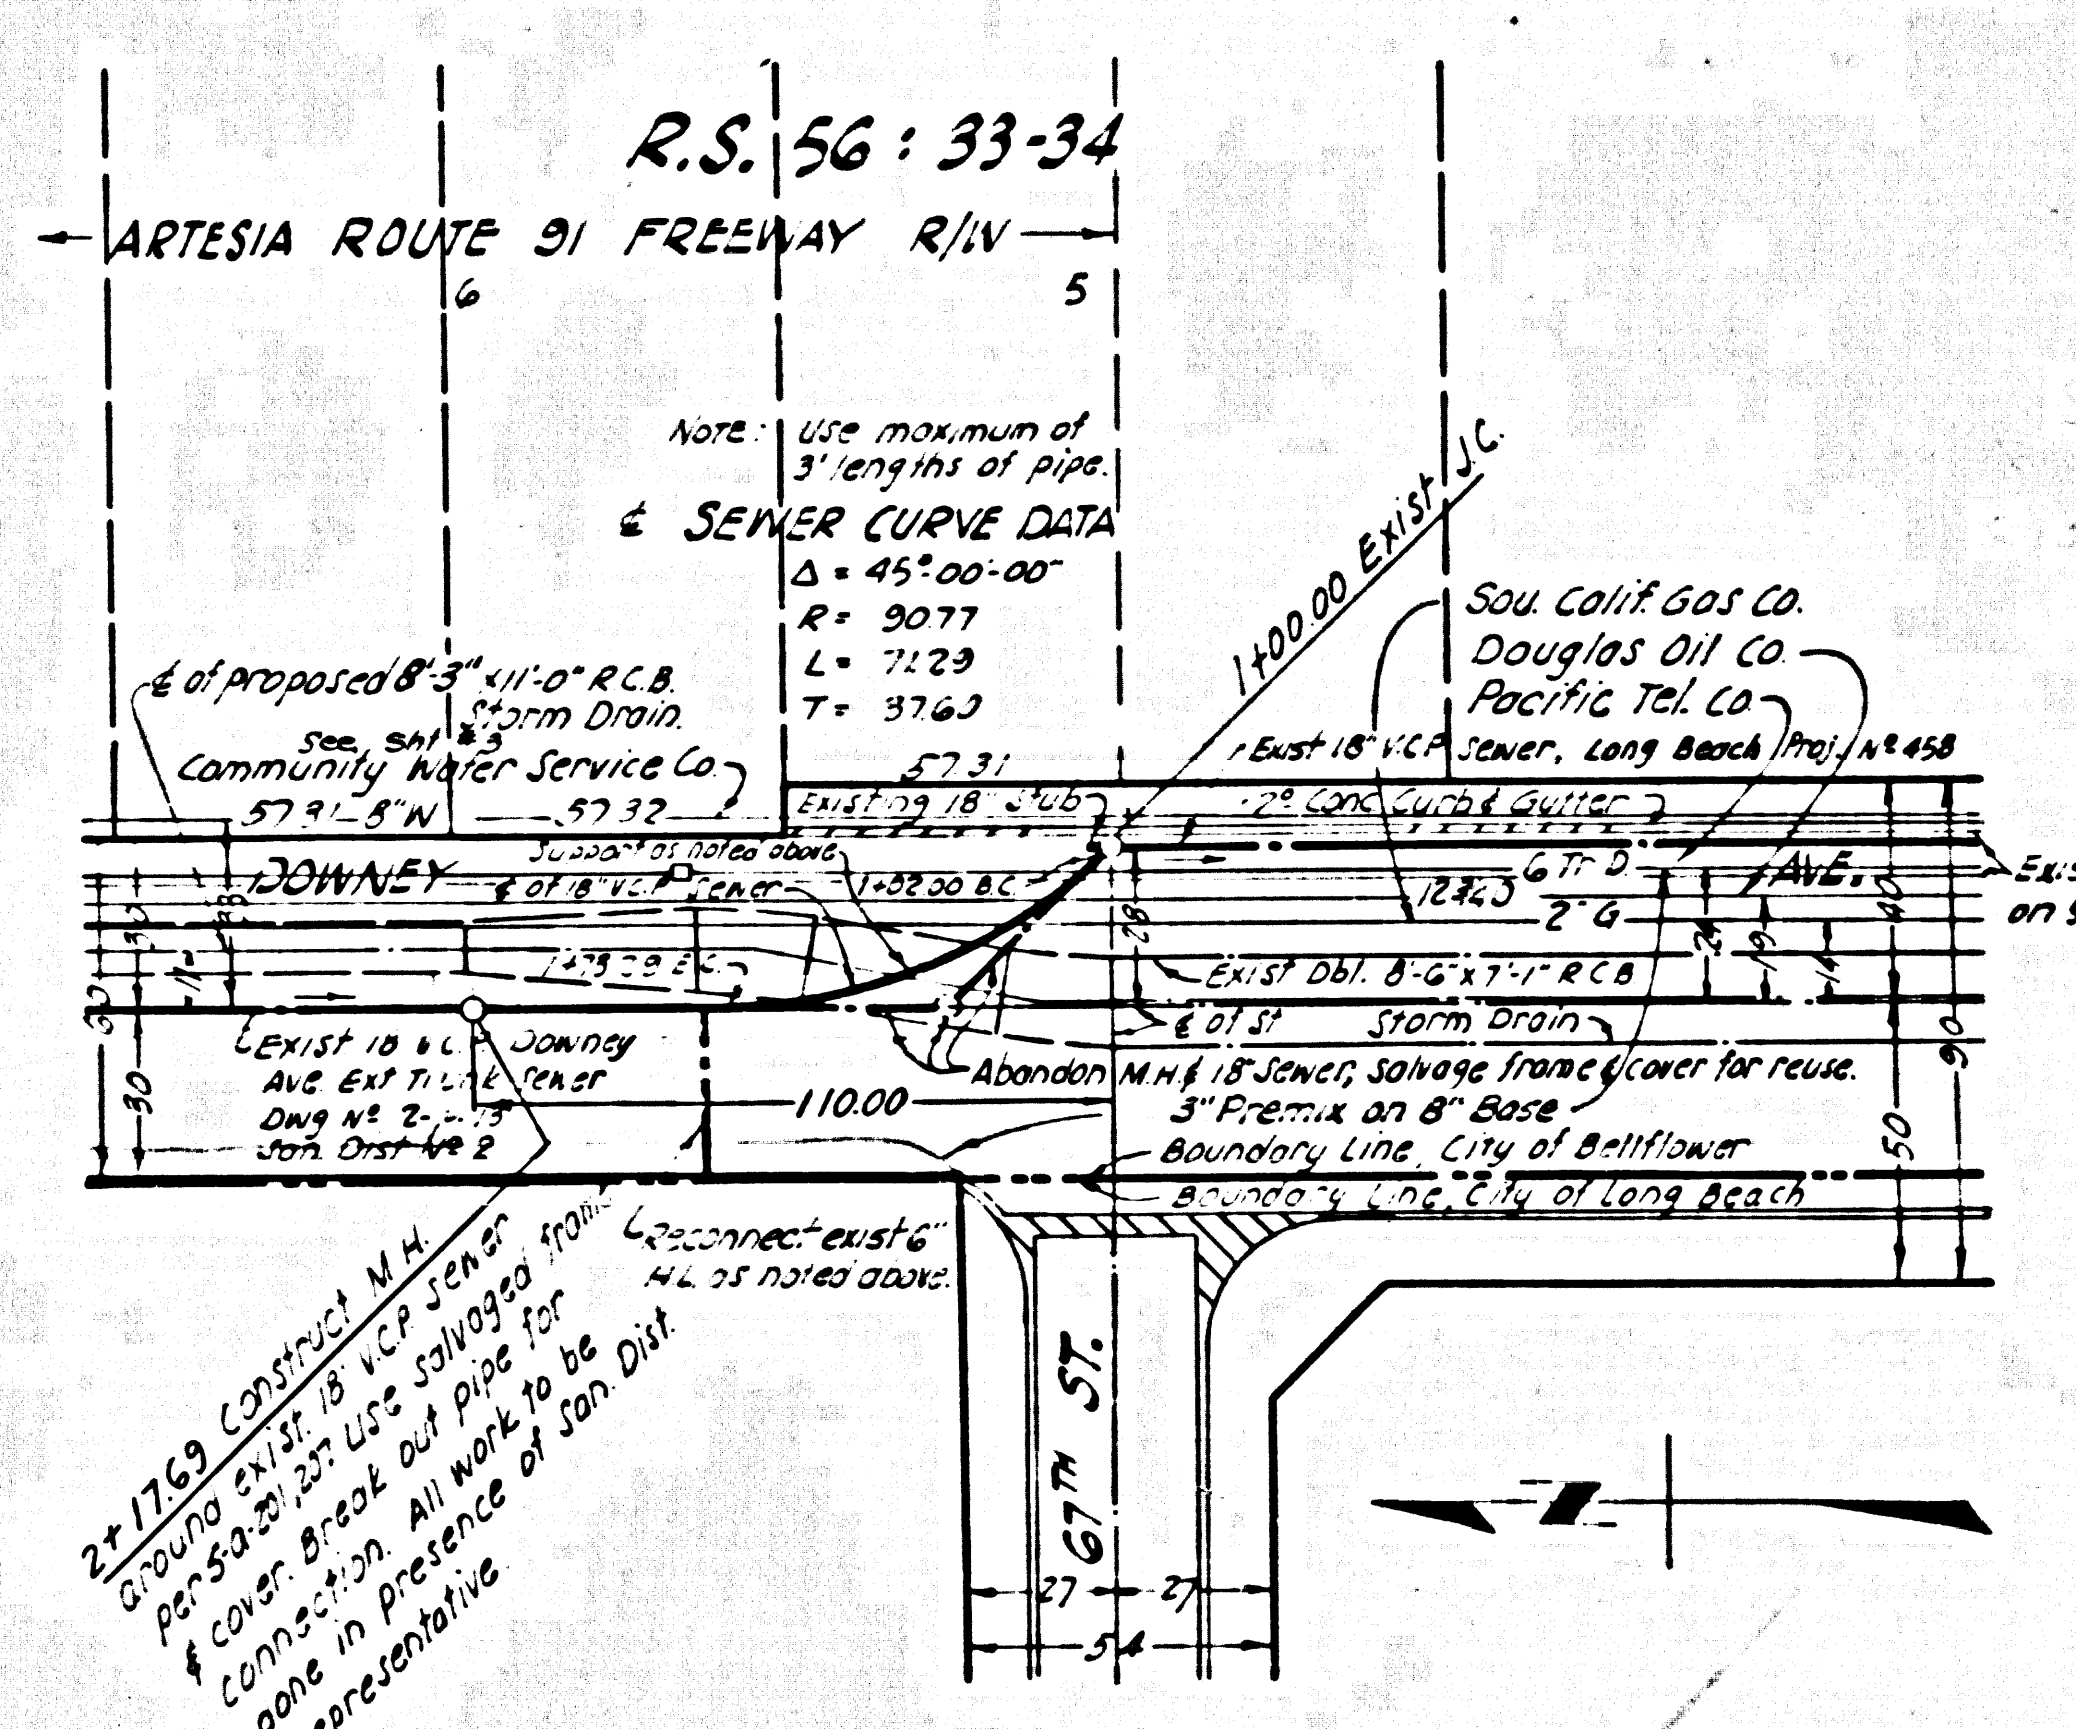 R.S. 56 : 33-34
ARTESIA ROUTE 91 FREEWAY R/W
6
5
NOTE: Use maximum of
3' lengths of pipe.
℄ SEWER CURVE DATA
Δ = 45°-00'-00"
R = 90.77
L = 71.29
T = 37.60
1+00.00 Exist. J.C.
Sou. Calif. Gas Co.
Douglas Oil Co.
Pacific Tel. Co.
℄ of proposed 8'-3" x 11'-0" R.C.B.
Storm Drain.
See, Sht #3
Community Water Service Co.
57 31
Exist 18" V.C.P. Sewer, Long Beach Proj. Nº 458
8" W
57 32
Existing 18" Stub
2º Conc Curb & Gutter
Support as noted above
DOWNEY
AVE.
℄ of 18" V.C.P. Sewer
1+02.00 B.C.
6 Tr D.
2" G
28
40
24
19
14
30
11
60
E.C.
Exist Dbl. 8'-6" x 7'-1" R C B
℄ of St
Storm Drain
Exist 18 Downey
Ave. Ext Trunk Sewer
Dwg Nº
San. Dist Nº 2
Abandon M.H. & 18" Sewer, salvage frame & cover for reuse.
110.00
3" Premix on 8" Base
30
50
90
Boundary Line, City of Bellflower
Boundary Line, City of Long Beach
Reconnect exist 6"
H.L. as noted above.
2+17.69 Construct M.H.
around exist. 18" V.C.P. sewer
per S-a-201, Use salvaged frame
& cover. Break out pipe for
connection. All work to be
done in presence of San. Dist.
representative.
67TH ST.
27
27
54